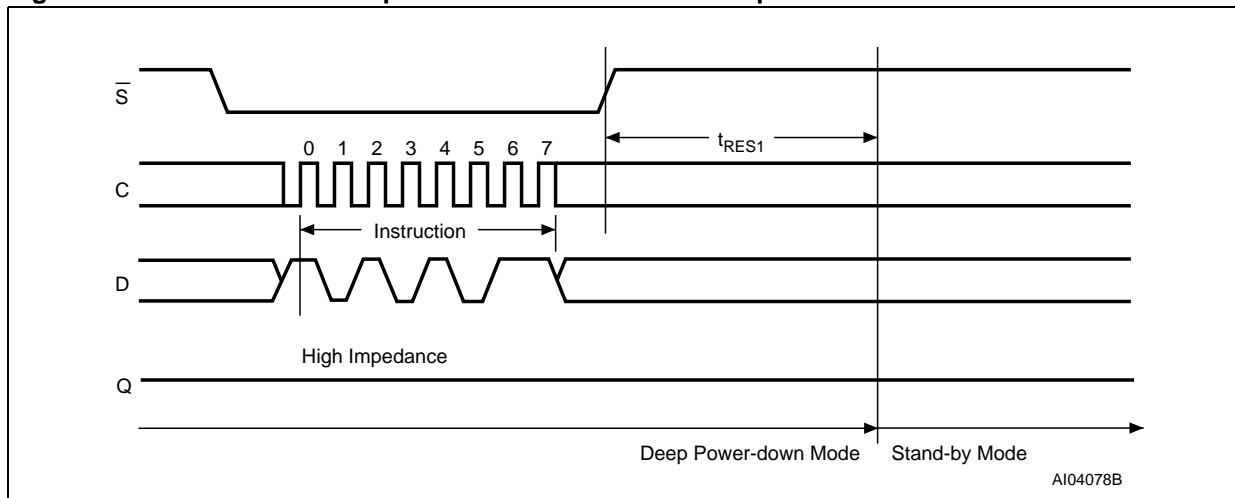 S
0 1 2 3 4 5 6 7
tRES1
C
Instruction
D
High Impedance
Q
Deep Power-down Mode Stand-by Mode
AI04078B